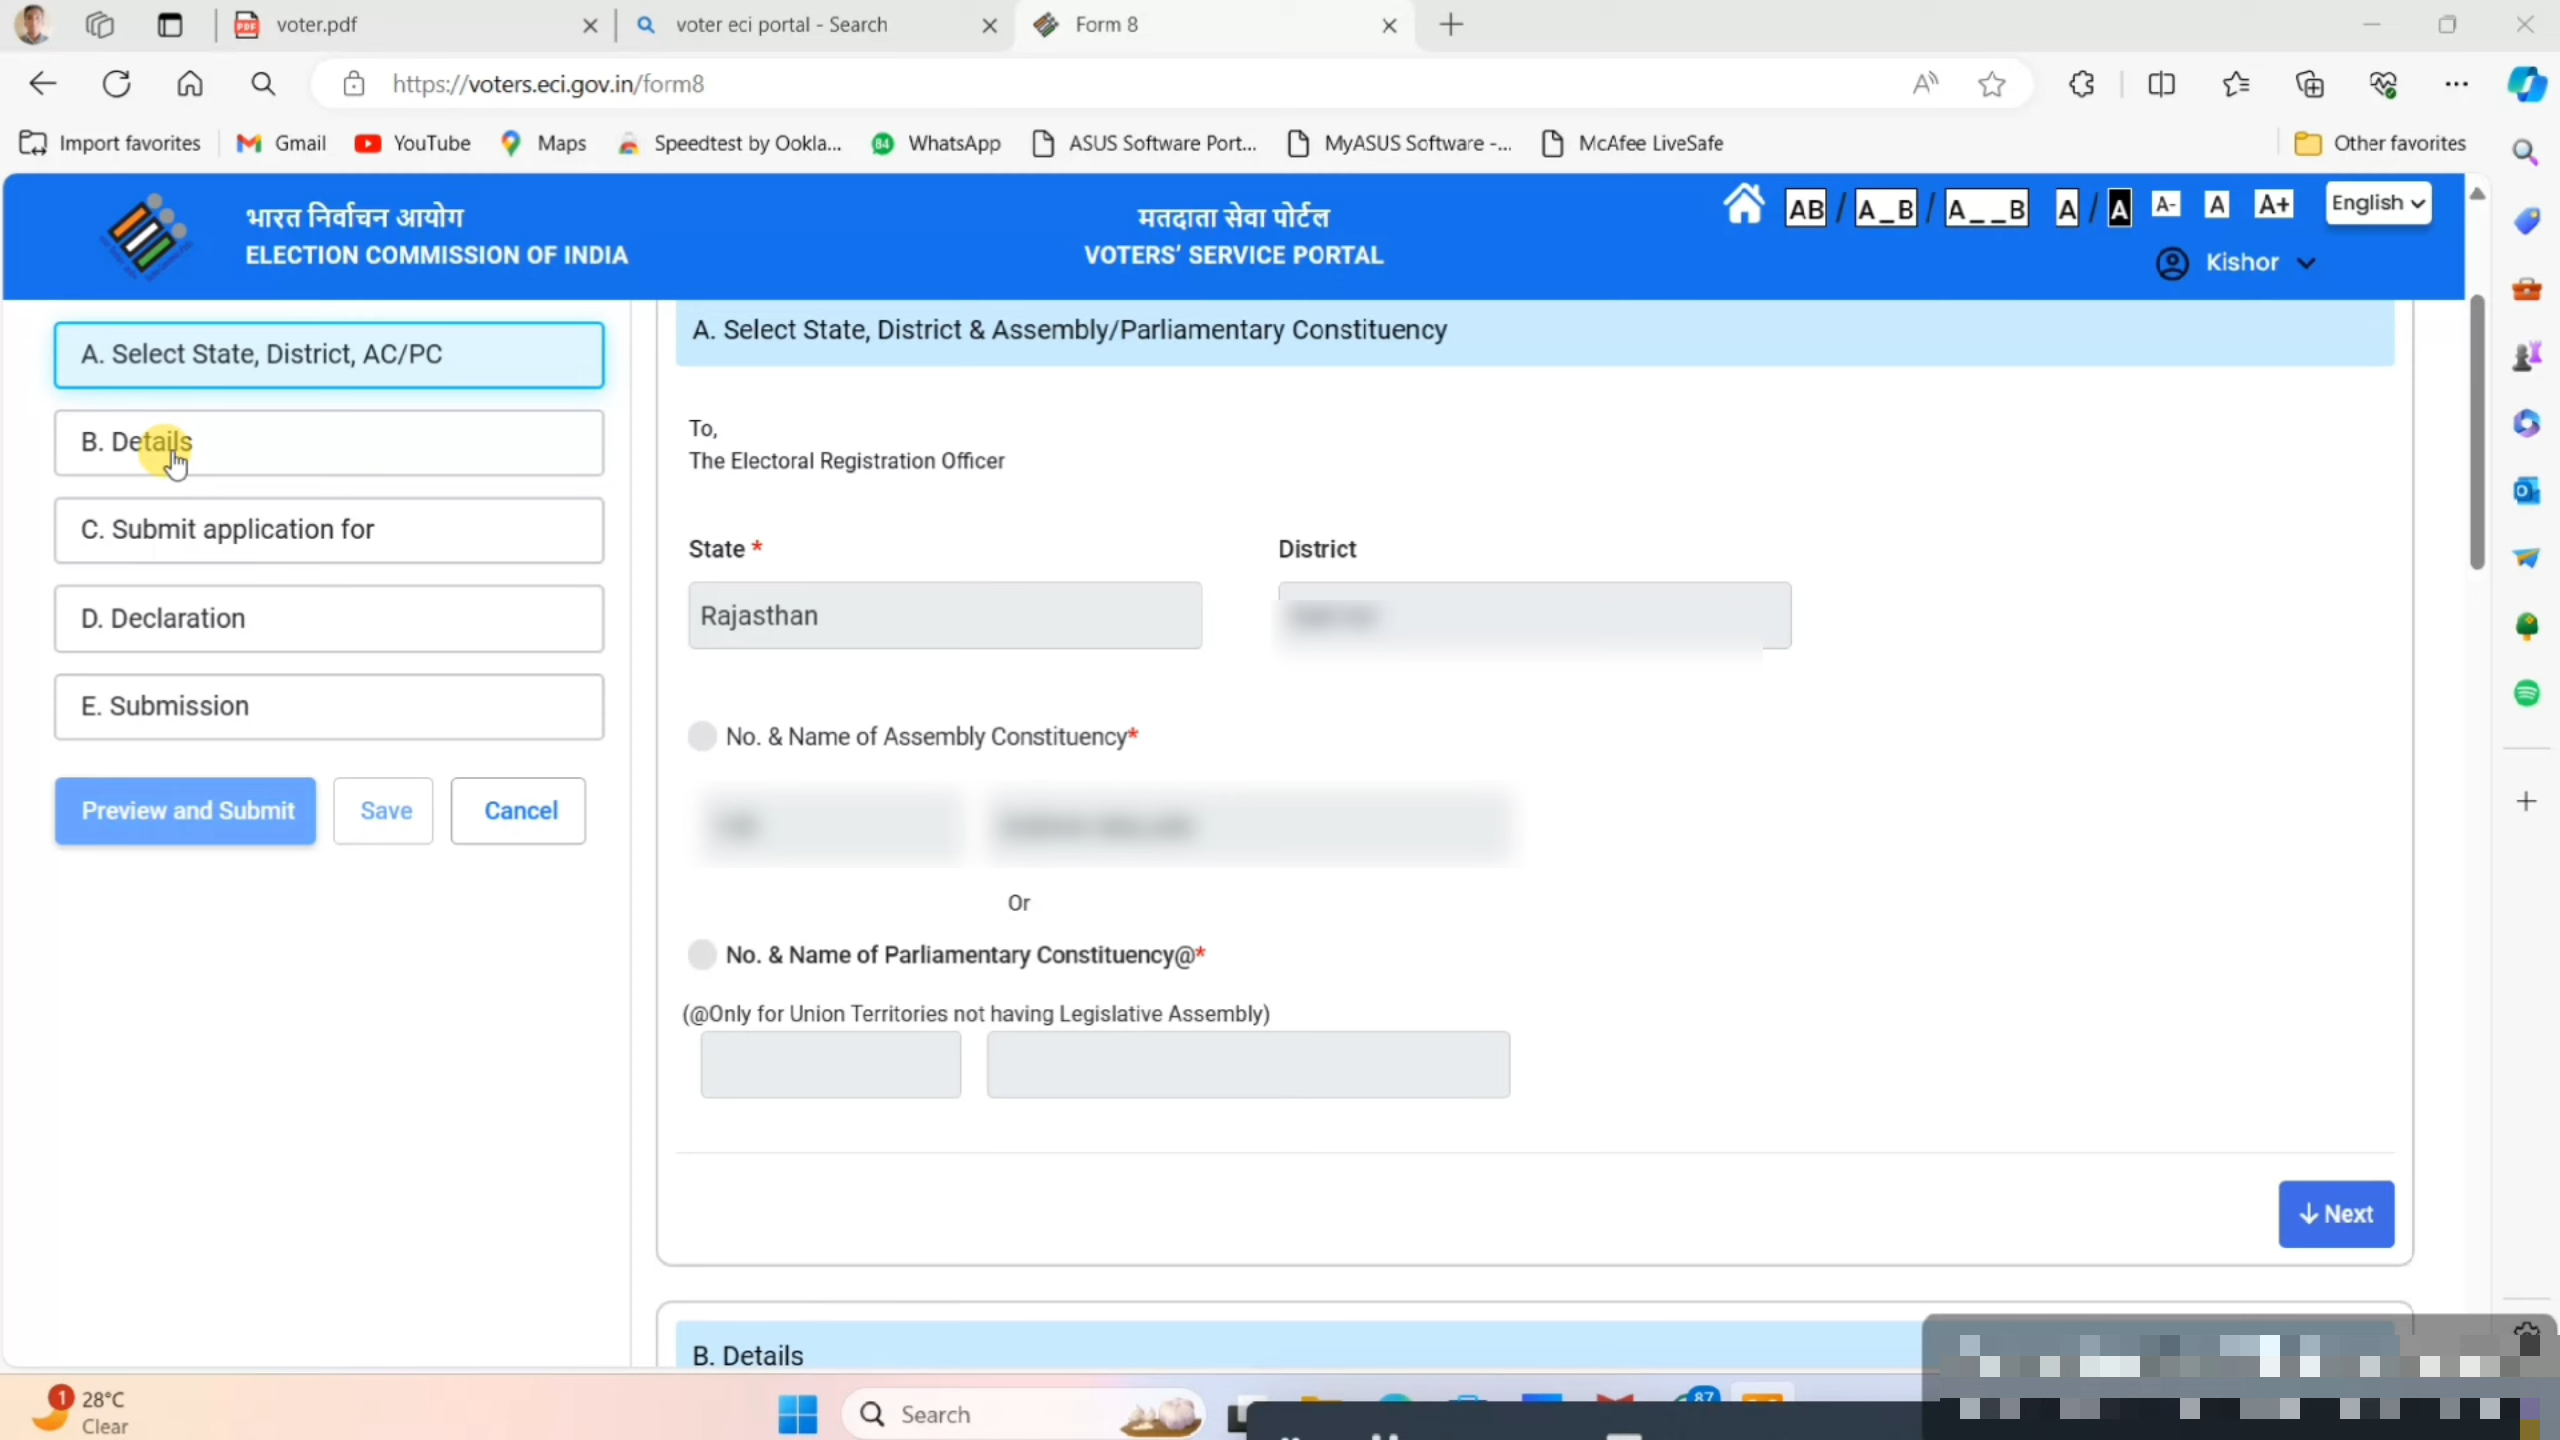 voter.pdf
voter eci portal - Search
Form 8
https://voters.eci.gov.in/form8
Import favorites
Gmail
YouTube
Maps
Speedtest by Ookla...
84
WhatsApp
ASUS Software Port...
MyASUS Software -...
McAfee LiveSafe
Other favorites
भारत निर्वाचन आयोग
ELECTION COMMISSION OF INDIA
मतदाता सेवा पोर्टल
VOTERS' SERVICE PORTAL
AB / A_B / A__B A / A A- A A+
English
Kishor
A. Select State, District, AC/PC
B. Details
C. Submit application for
D. Declaration
E. Submission
Preview and Submit
Save
Cancel
A. Select State, District & Assembly/Parliamentary Constituency
To,
The Electoral Registration Officer
State *
District
Rajasthan
No. & Name of Assembly Constituency*
Or
No. & Name of Parliamentary Constituency@*
(@Only for Union Territories not having Legislative Assembly)
↓ Next
B. Details
1
28°C
Clear
Search
87